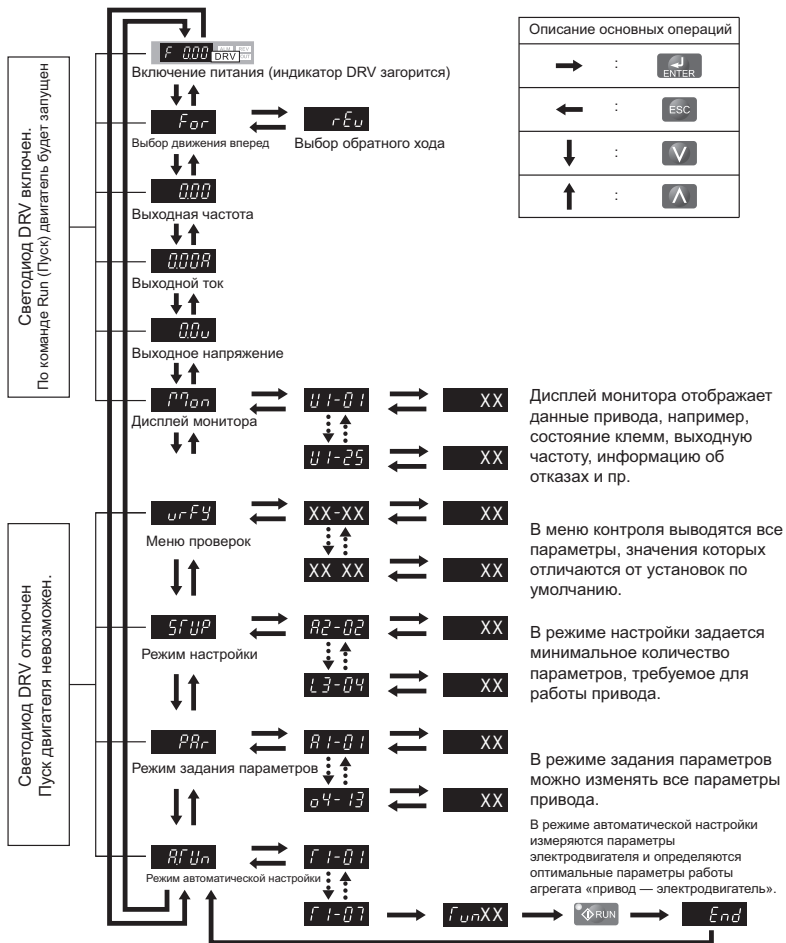 Описание основных операций
→ : ENTER
← : ESC
↓ : V
↑ : Λ
Светодиод DRV включен.
По команде Run (Пуск) двигатель будет запущен
F 0.00 DRV
Включение питания (индикатор DRV загорится)
For rEv
Выбор движения вперед Выбор обратного хода
0.00
Выходная частота
0.00A
Выходной ток
0.0v
Выходное напряжение
Mon U1-01 XX
Дисплей монитора
U1-25 XX
Дисплей монитора отображает
данные привода, например,
состояние клемм, выходную
частоту, информацию об
отказах и пр.
Светодиод DRV отключен
Пуск двигателя невозможен.
vrFY XX-XX XX
Меню проверок
XX XX XX
В меню контроля выводятся все
параметры, значения которых
отличаются от установок по
умолчанию.
STUP A2-02 XX
Режим настройки
L3-04 XX
В режиме настройки задается
минимальное количество
параметров, требуемое для
работы привода.
PAr A1-01 XX
Режим задания параметров
o4-13 XX
В режиме задания параметров
можно изменять все параметры
привода.
A.TUn T1-01
Режим автоматической настройки
T1-07 TunXX RUN End
В режиме автоматической настройки
измеряются параметры
электродвигателя и определяются
оптимальные параметры работы
агрегата «привод — электродвигатель».